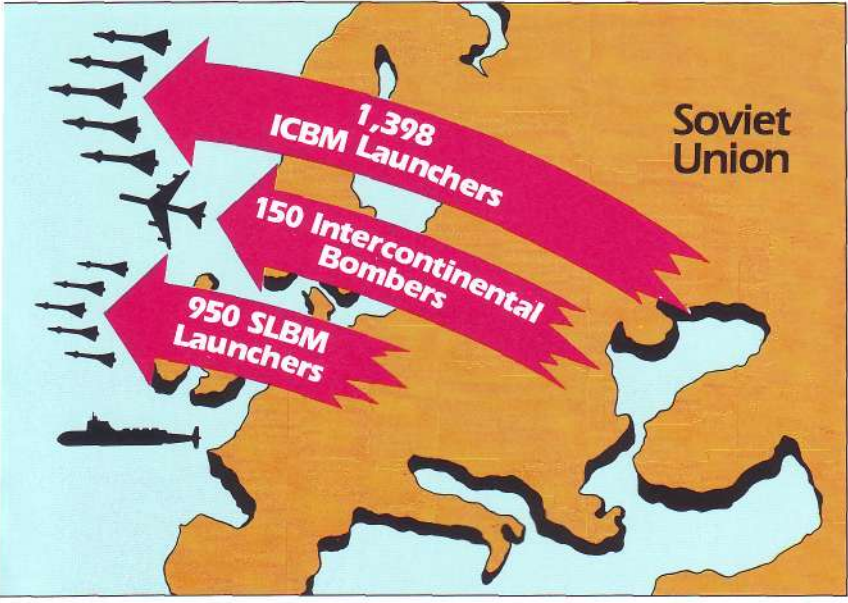 1,398
ICBM Launchers
Soviet
Union
150 Intercontinental
Bombers
950 SLBM
Launchers